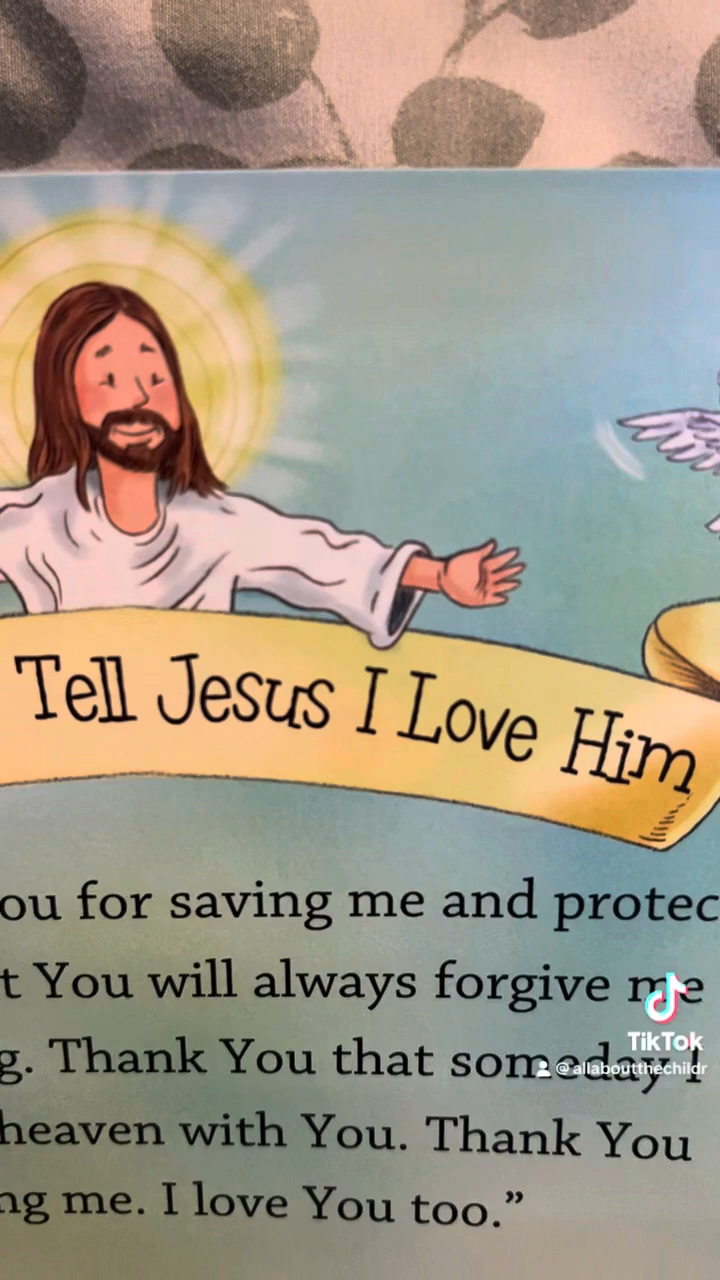 Tell Jesus I Love Him
ou for saving me and protec
t You will always forgive me
g. Thank You that someday I
heaven with You. Thank You
ng me. I love You too.”
TikTok
@allaboutthechildr